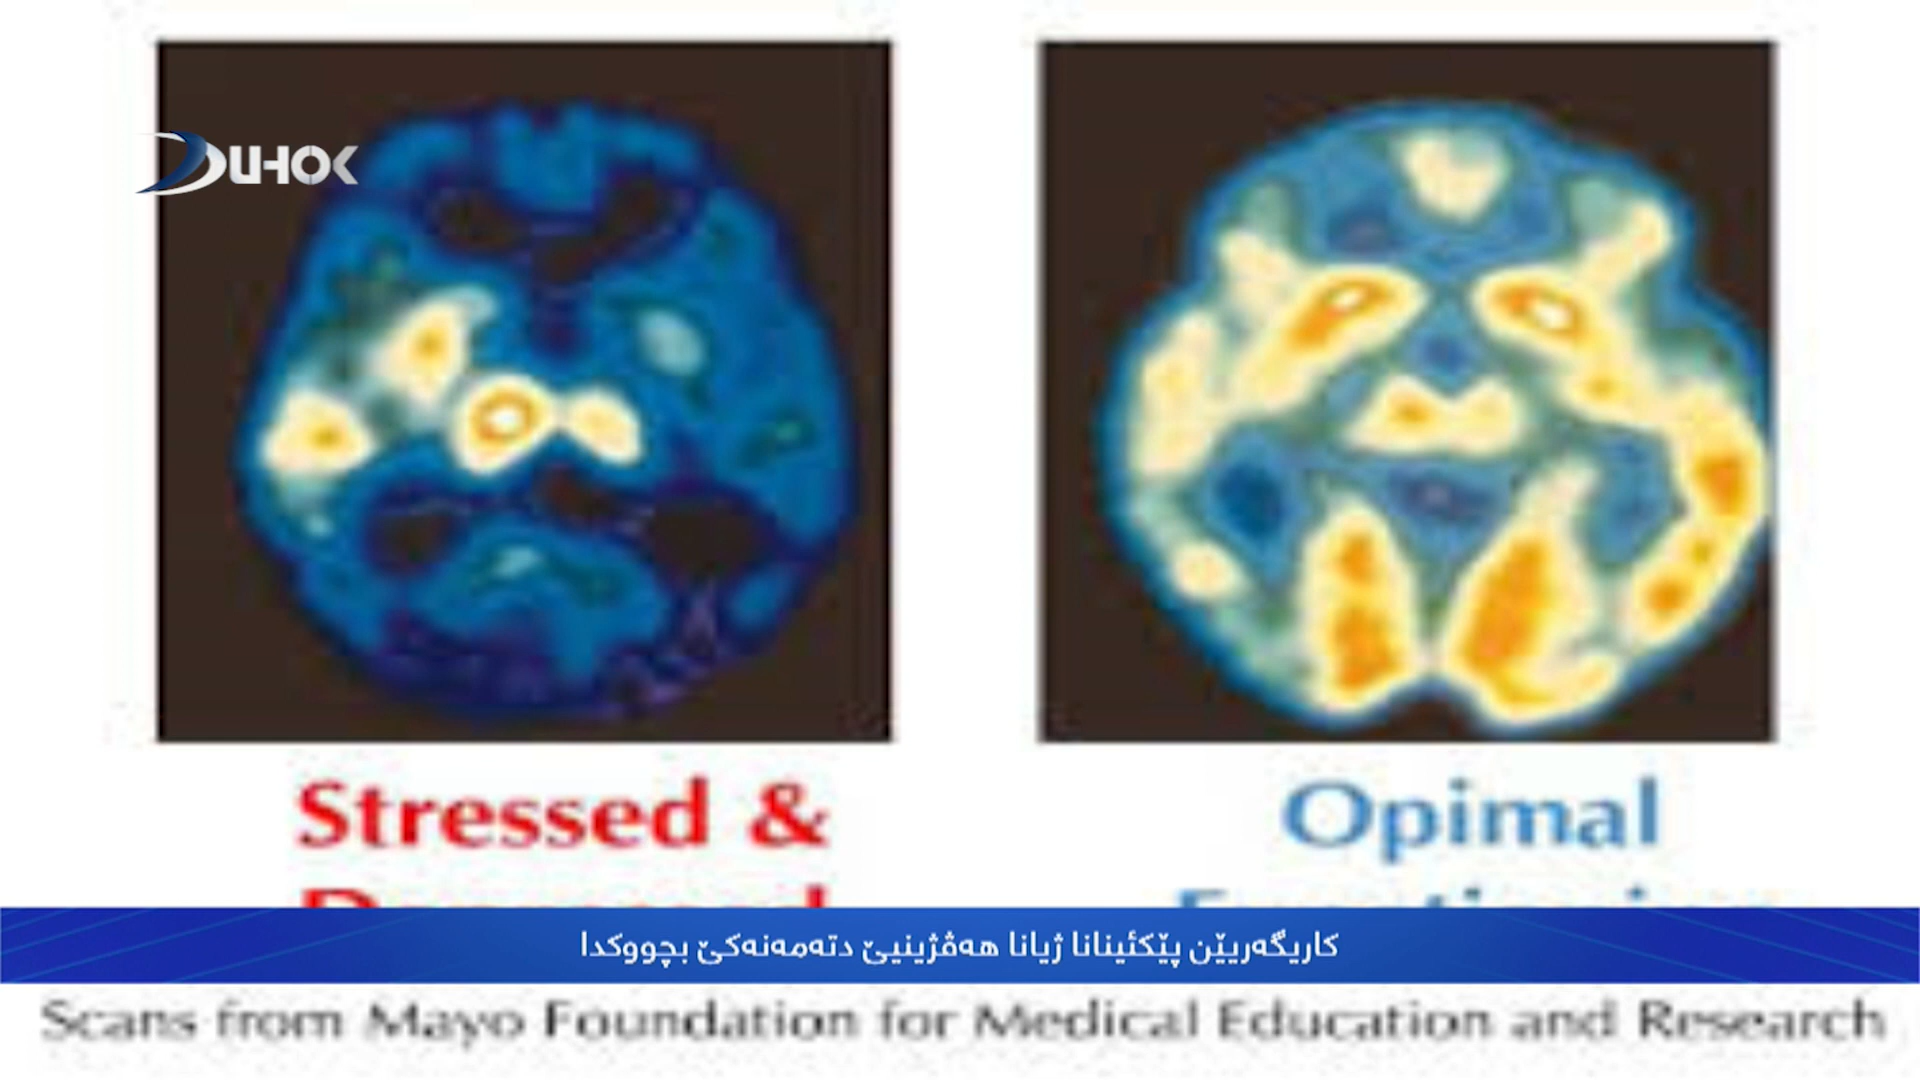 DUHOK
Stressed &
Opimal
کاریگەریێن پێکئینانا ژیانا هەڤژینیێ دتەمەنەکێ بچووکدا
Scans from Mayo Foundation for Medical Education and Research